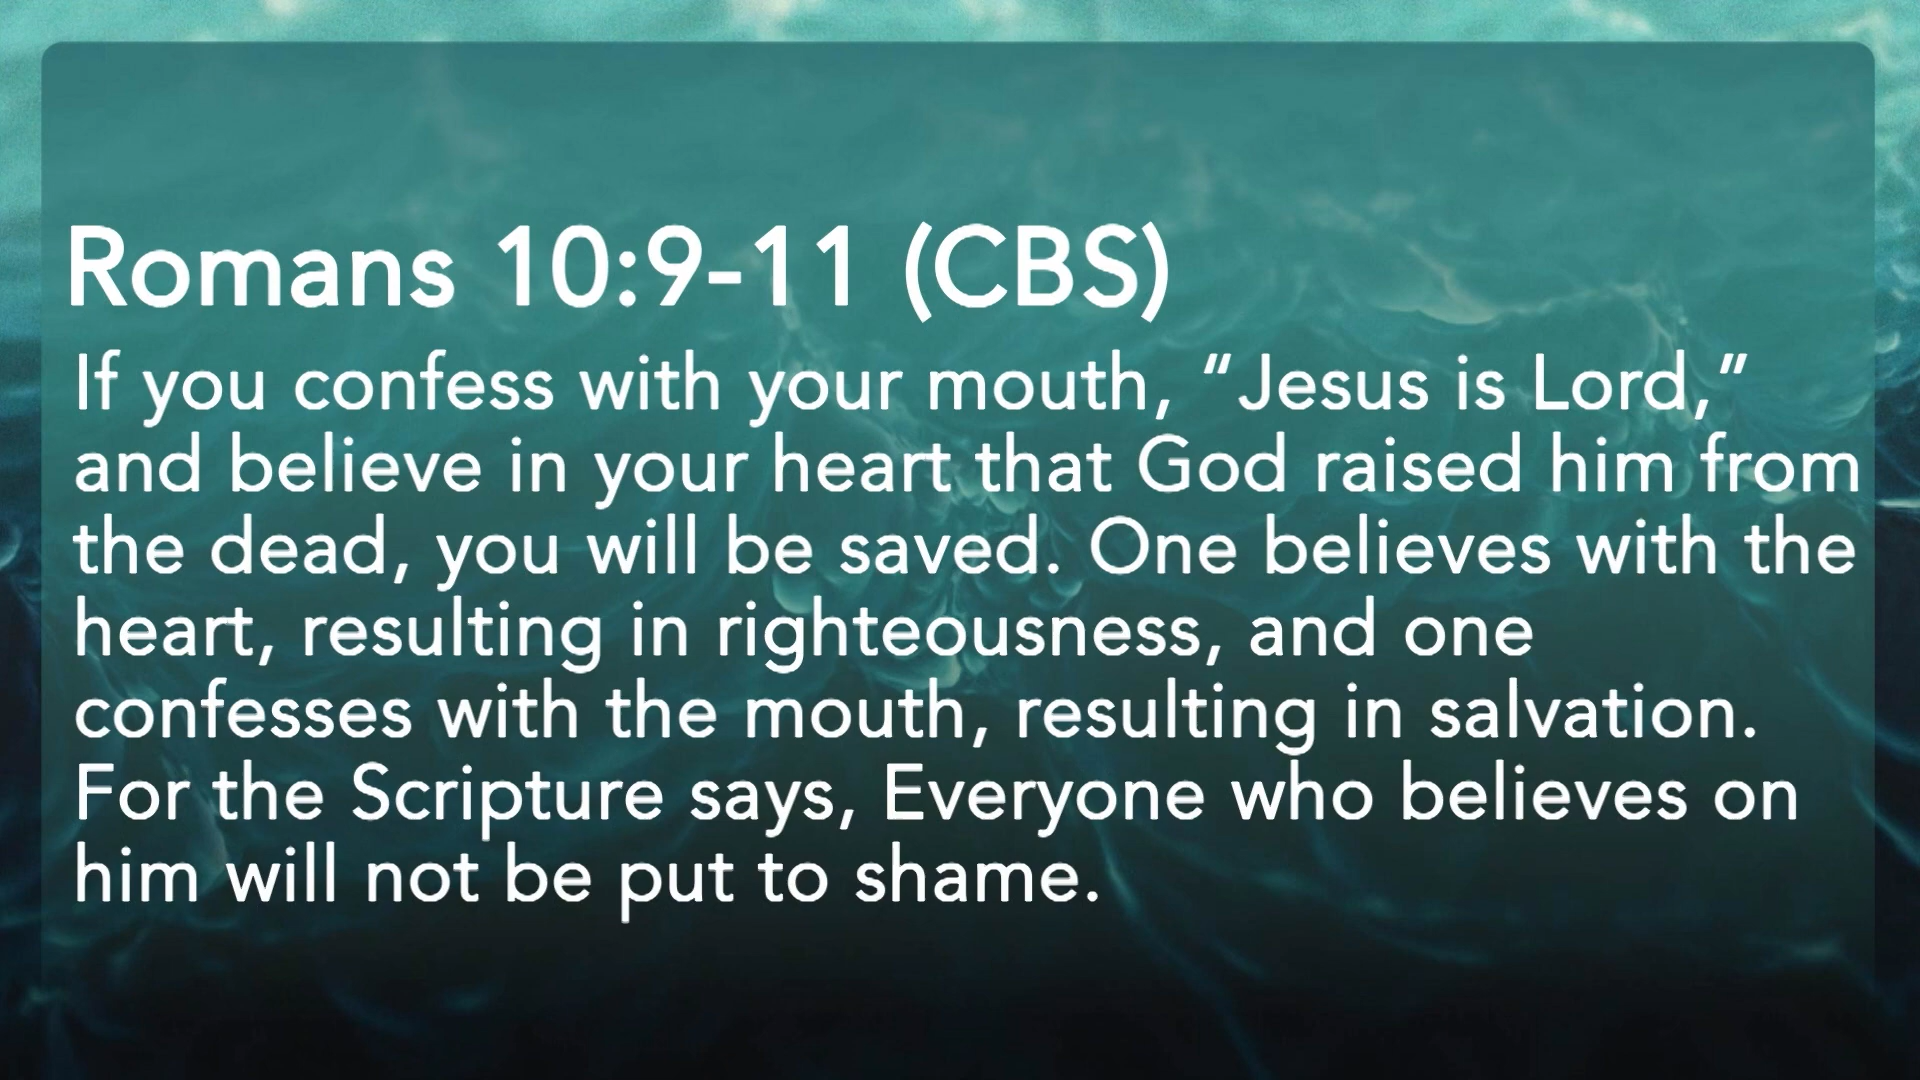 Romans 10:9-11 (CBS)
If you confess with your mouth, “Jesus is Lord,”
and believe in your heart that God raised him from
the dead, you will be saved. One believes with the
heart, resulting in righteousness, and one
confesses with the mouth, resulting in salvation.
For the Scripture says, Everyone who believes on
him will not be put to shame.